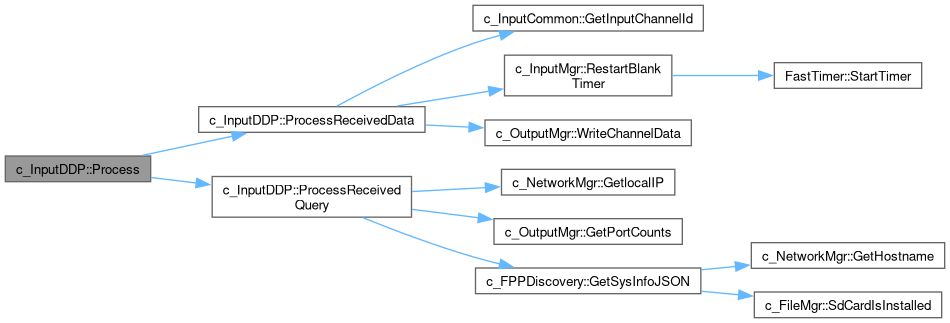 c_InputCommon::GetInputChannelId
c_InputMgr::RestartBlank
Timer
FastTimer::StartTimer
c_InputDDP::ProcessReceivedData
c_OutputMgr::WriteChannelData
c_InputDDP::Process
c_InputDDP::ProcessReceived
Query
c_NetworkMgr::GetlocalIP
c_OutputMgr::GetPortCounts
c_NetworkMgr::GetHostname
c_FPPDiscovery::GetSysInfoJSON
c_FileMgr::SdCardIsInstalled